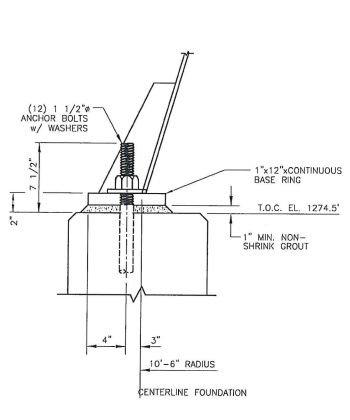 (12) 1 1/2"ø
ANCHOR BOLTS
w/ WASHERS
7 1/2"
2"
1"x12"xCONTINUOUS
BASE RING
T.O.C. EL. 1274.5'
1" MIN. NON-
SHRINK GROUT
4"
3"
10'-6" RADIUS
CENTERLINE FOUNDATION